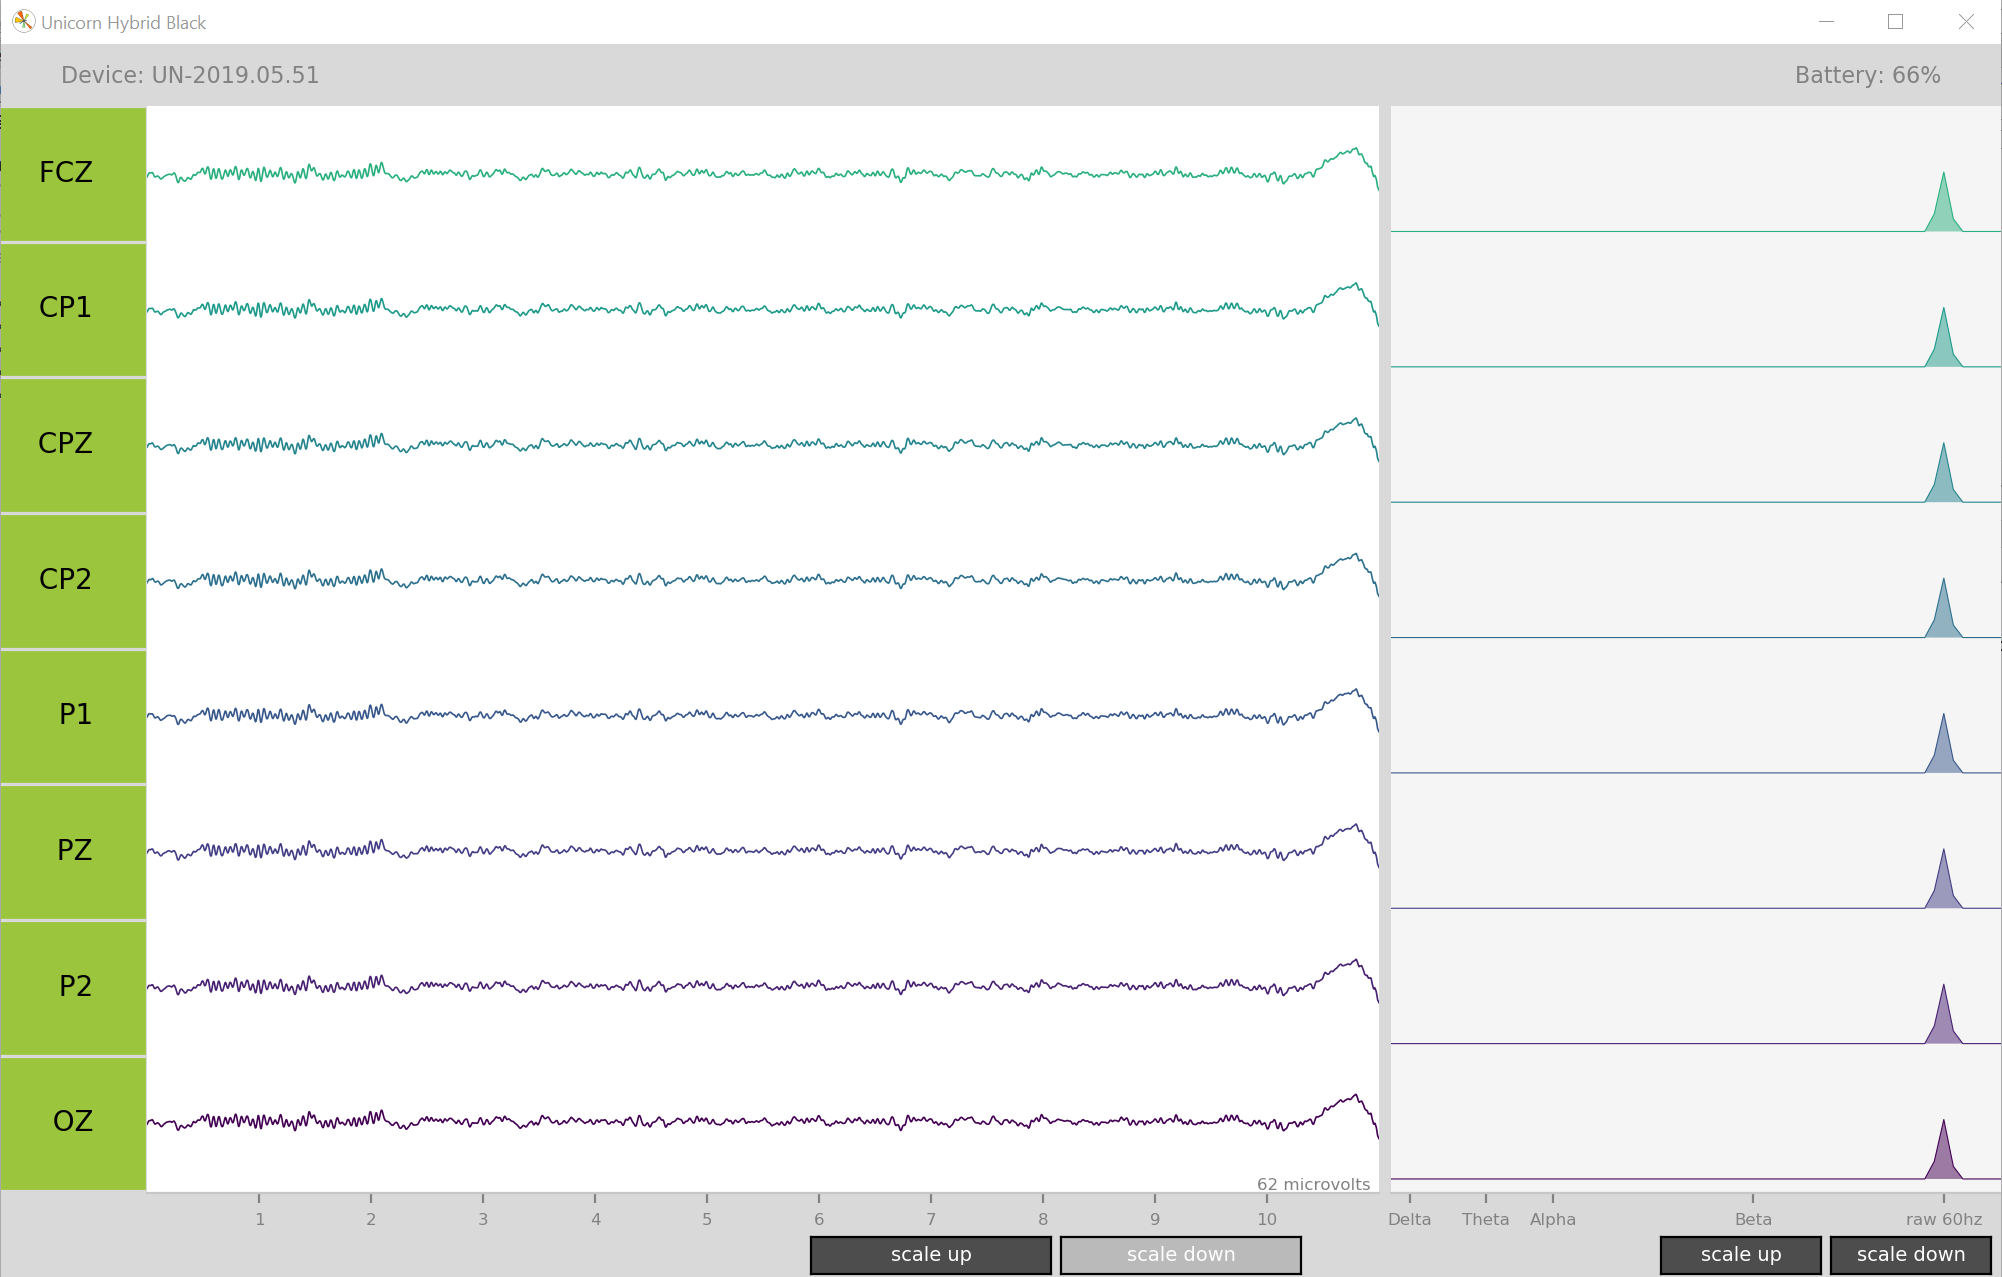 Unicorn Hybrid Black
Device: UN-2019.05.51
Battery: 66%
FCZ
CP1
CPZ
CP2
P1
PZ
P2
OZ
62 microvolts
1 2 3 4 5 6 7 8 9 10
Delta Theta Alpha Beta raw 60hz
scale up scale down
scale up scale down